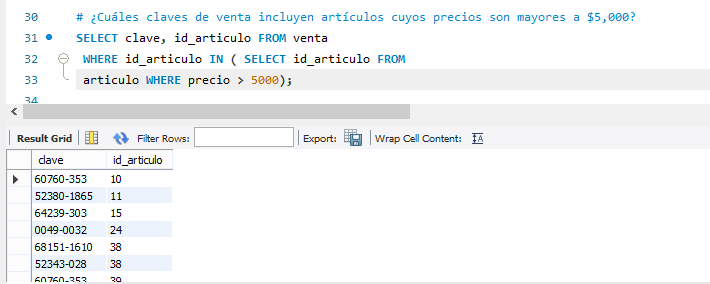 30 # ¿Cuáles claves de venta incluyen artículos cuyos precios son mayores a $5,000?
31 SELECT clave, id_articulo FROM venta
32 WHERE id_articulo IN ( SELECT id_articulo FROM
33 articulo WHERE precio > 5000);
34
Result Grid Filter Rows: Export: Wrap Cell Content: IA
clave id_articulo
60760-353 10
52380-1865 11
64239-303 15
0049-0032 24
68151-1610 38
52343-028 38
60760-353 39